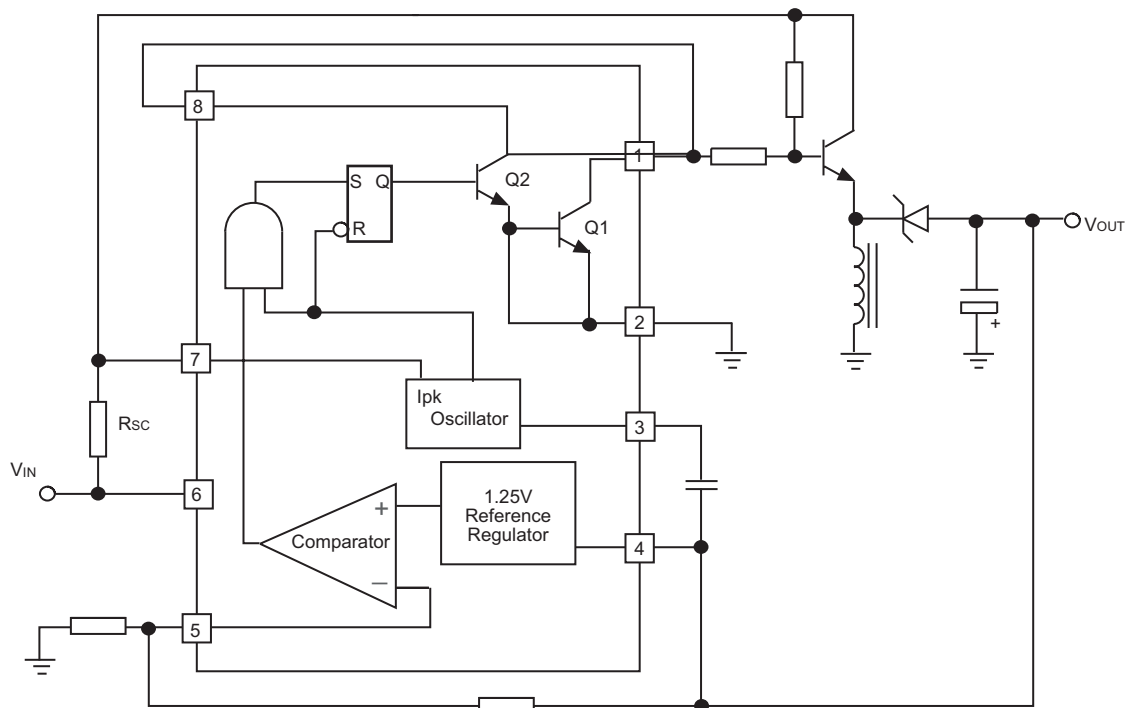 8
1
S Q
R
Q2
Q1
2
VOUT
+
7
Ipk
Oscillator
3
RSC
VIN
6
1.25V
Reference
Regulator
+
Comparator
−
4
5